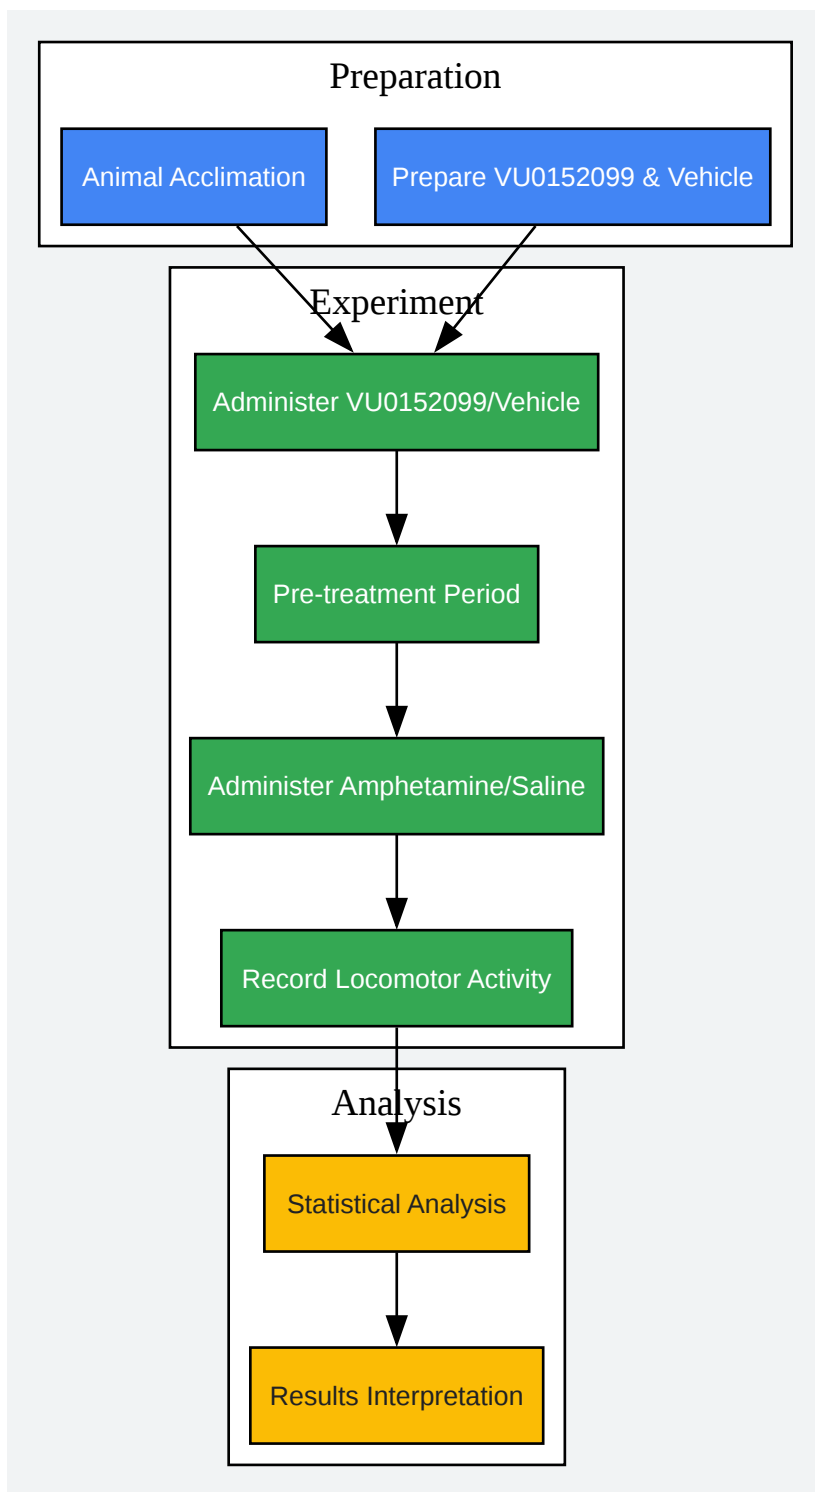 Preparation
Animal Acclimation
Prepare VU0152099 & Vehicle
Experiment
Administer VU0152099/Vehicle
Pre-treatment Period
Administer Amphetamine/Saline
Record Locomotor Activity
Analysis
Statistical Analysis
Results Interpretation